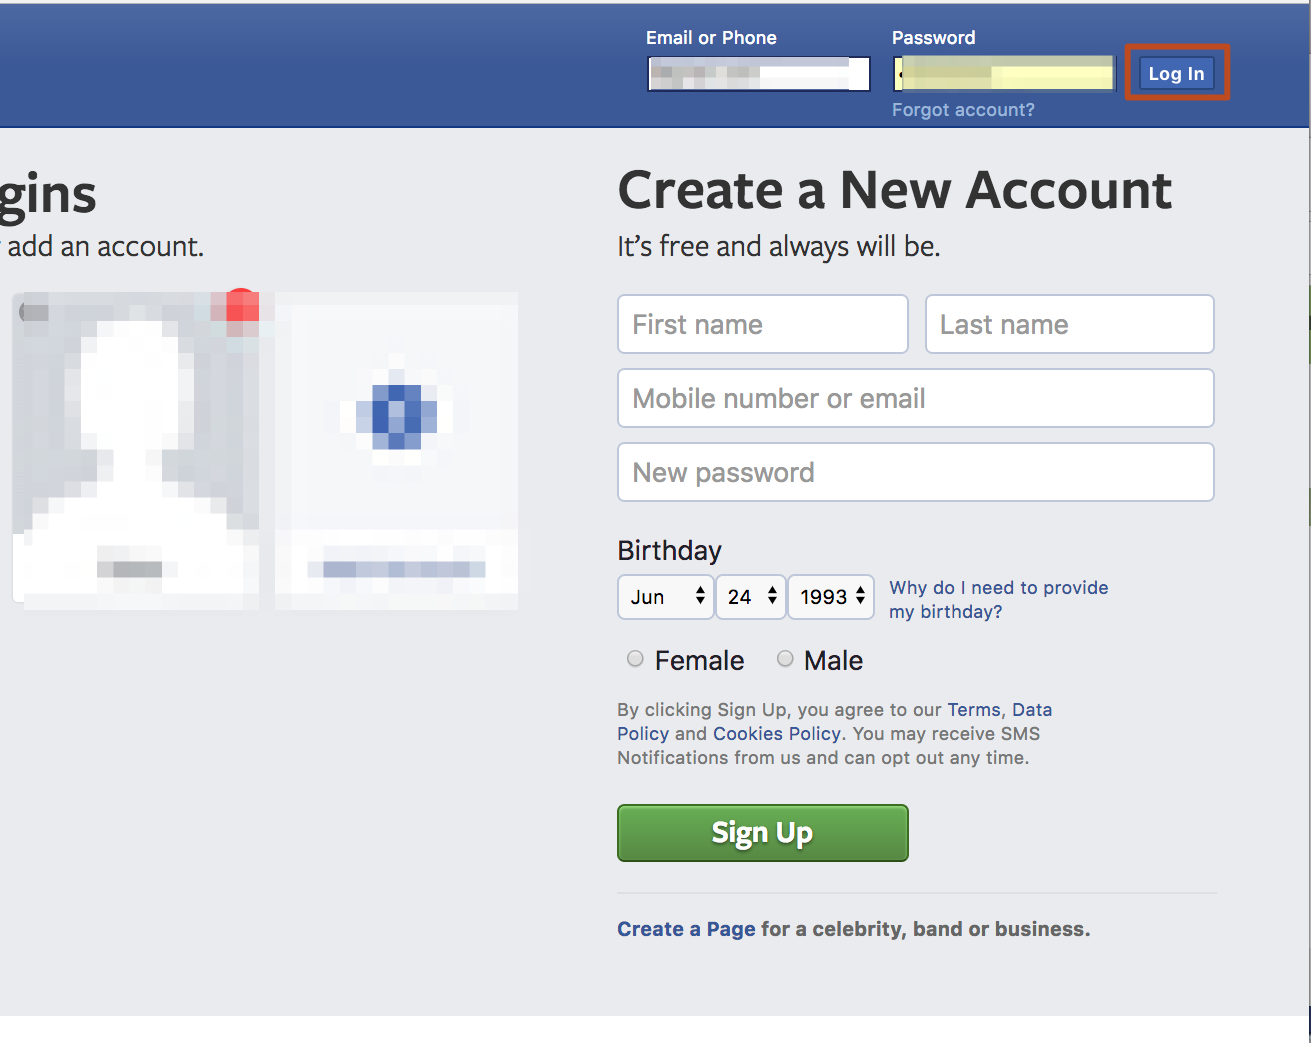 Email or Phone
Password
Log In
Forgot account?
gins
add an account.
Create a New Account
It's free and always will be.
First name
Last name
Mobile number or email
New password
Birthday
Jun
24
1993
Why do I need to provide
my birthday?
Female
Male
By clicking Sign Up, you agree to our Terms, Data
Policy and Cookies Policy. You may receive SMS
Notifications from us and can opt out any time.
Sign Up
Create a Page for a celebrity, band or business.